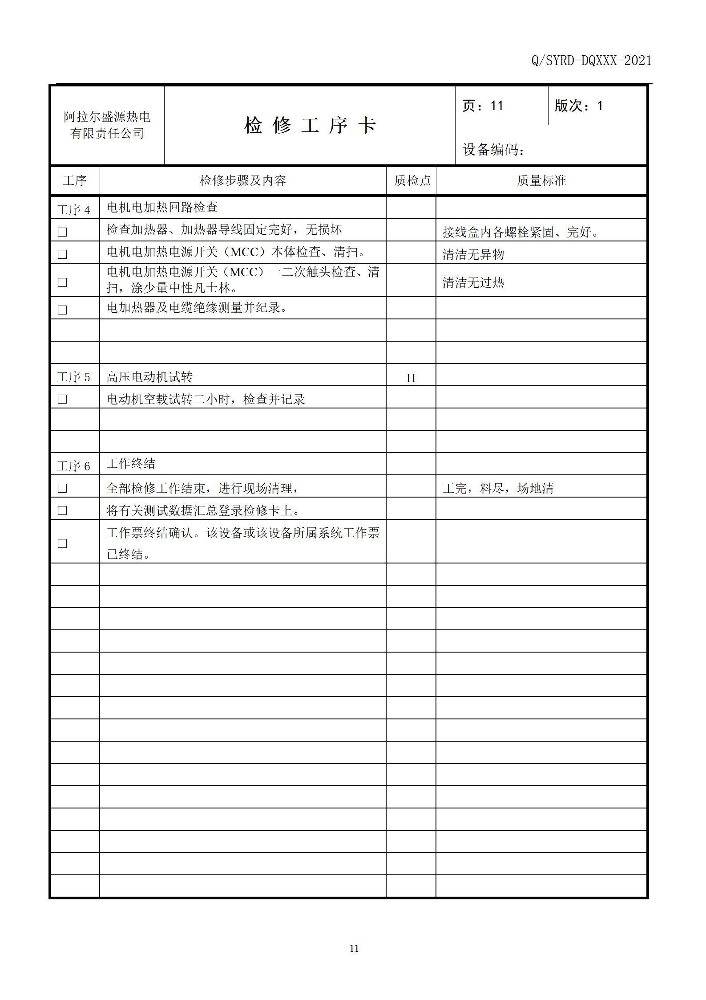 Q/SYRD-DQXXX-2021
阿拉尔盛源热电
有限责任公司
检 修 工 序 卡
页：11
版次：1
设备编码：
工序
检修步骤及内容
质检点
质量标准
工序 4
电机电加热回路检查
□
检查加热器、加热器导线固定完好，无损坏
接线盒内各螺栓紧固、完好。
□
电机电加热电源开关（MCC）本体检查、清扫。
清洁无异物
□
电机电加热电源开关（MCC）一二次触头检查、清
扫，涂少量中性凡士林。
清洁无过热
□
电加热器及电缆绝缘测量并纪录。
工序 5
高压电动机试转
H
□
电动机空载试转二小时，检查并记录
工序 6
工作终结
□
全部检修工作结束，进行现场清理，
工完，料尽，场地清
□
将有关测试数据汇总登录检修卡上。
□
工作票终结确认。该设备或该设备所属系统工作票
已终结。
11